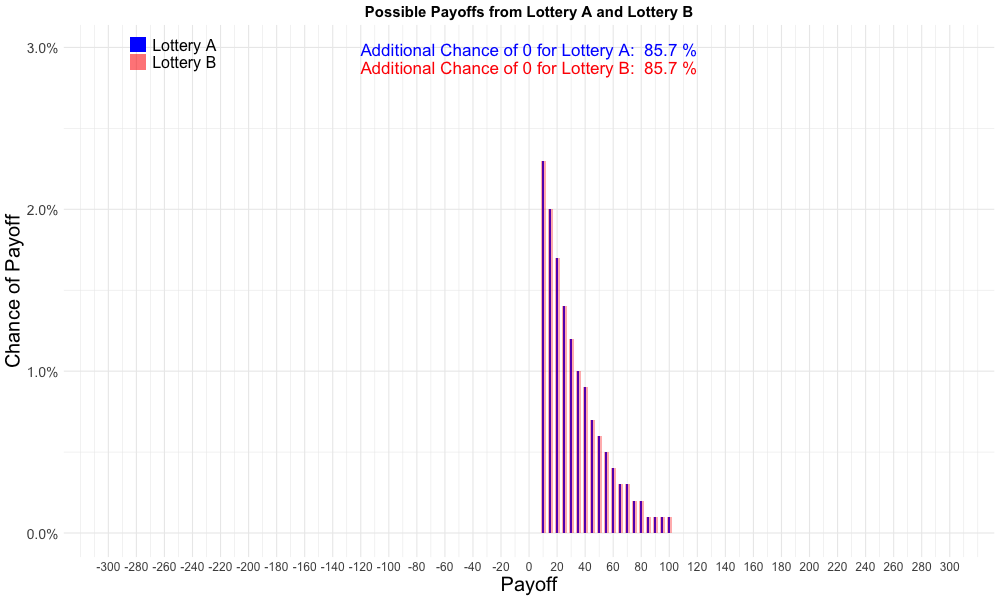 Possible Payoffs from Lottery A and Lottery B
3.0%
2.0%
1.0%
0.0%
Chance of Payoff
Lottery A
Lottery B
Additional Chance of 0 for Lottery A:  85.7 %
Additional Chance of 0 for Lottery B:  85.7 %
-300 -280 -260 -240 -220 -200 -180 -160 -140 -120 -100 -80 -60 -40 -20 0 20 40 60 80 100 120 140 160 180 200 220 240 260 280 300
Payoff